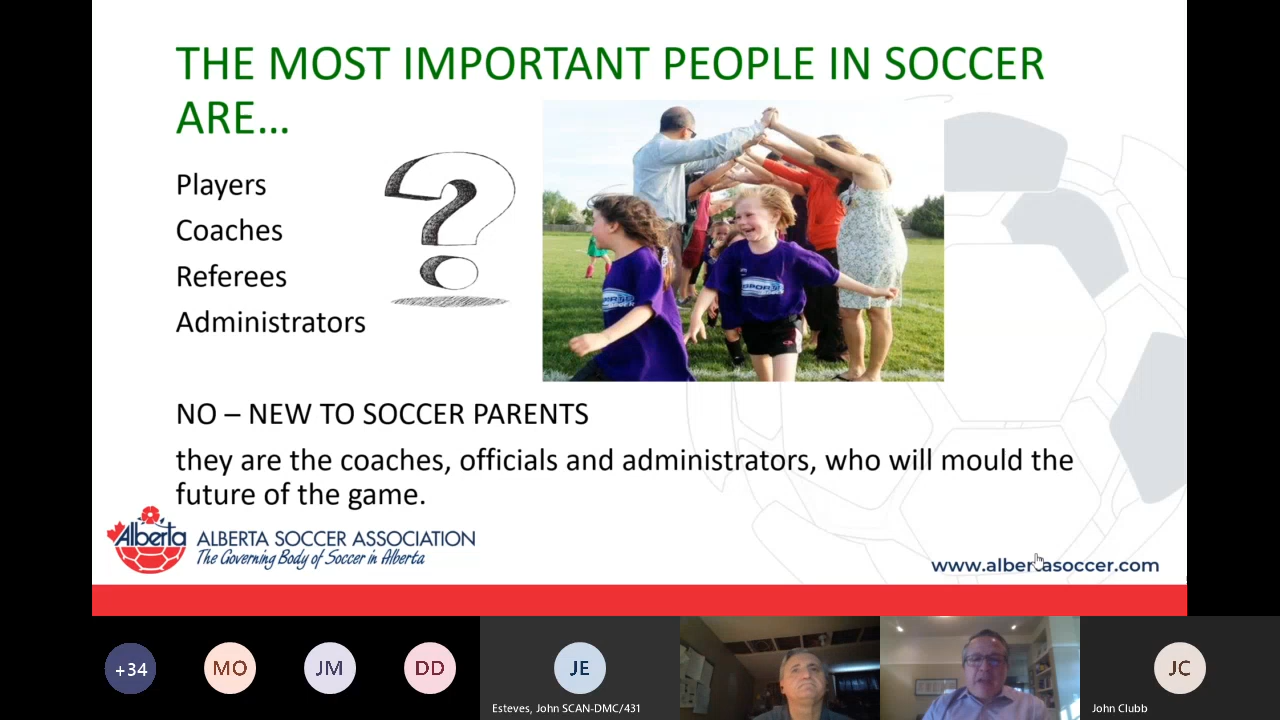 THE MOST IMPORTANT PEOPLE IN SOCCER
ARE…
Players
Coaches
Referees
Administrators
NO – NEW TO SOCCER PARENTS
they are the coaches, officials and administrators, who will mould the
future of the game.
Alberta
ALBERTA SOCCER ASSOCIATION
The Governing Body of Soccer in Alberta
www.albertasoccer.com
+34
MO
JM
DD
JE
JC
Esteves, John SCAN-DMC/431
John Clubb